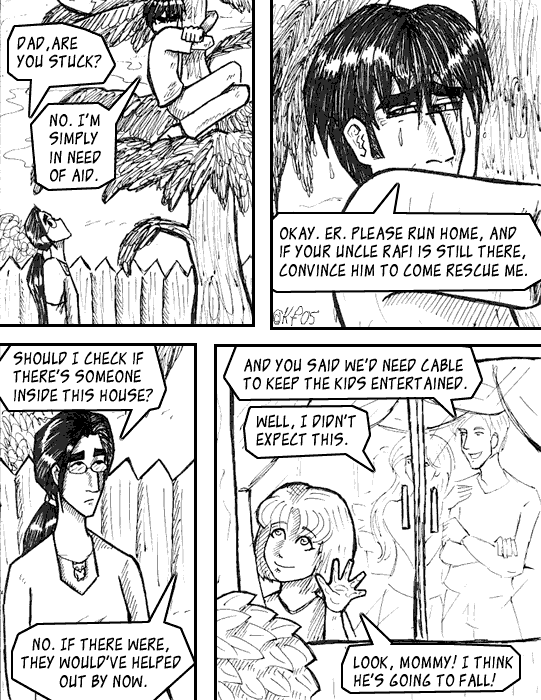 DAD, ARE
YOU STUCK?
NO. I'M
SIMPLY
IN NEED
OF AID.
OKAY. ER. PLEASE RUN HOME, AND
IF YOUR UNCLE RAFI IS STILL THERE,
CONVINCE HIM TO COME RESCUE ME.
©KF05
SHOULD I CHECK IF
THERE'S SOMEONE
INSIDE THIS HOUSE?
NO. IF THERE WERE,
THEY WOULD'VE HELPED
OUT BY NOW.
AND YOU SAID WE'D NEED CABLE
TO KEEP THE KIDS ENTERTAINED.
WELL, I DIDN'T
EXPECT THIS.
LOOK, MOMMY! I THINK
HE'S GOING TO FALL!